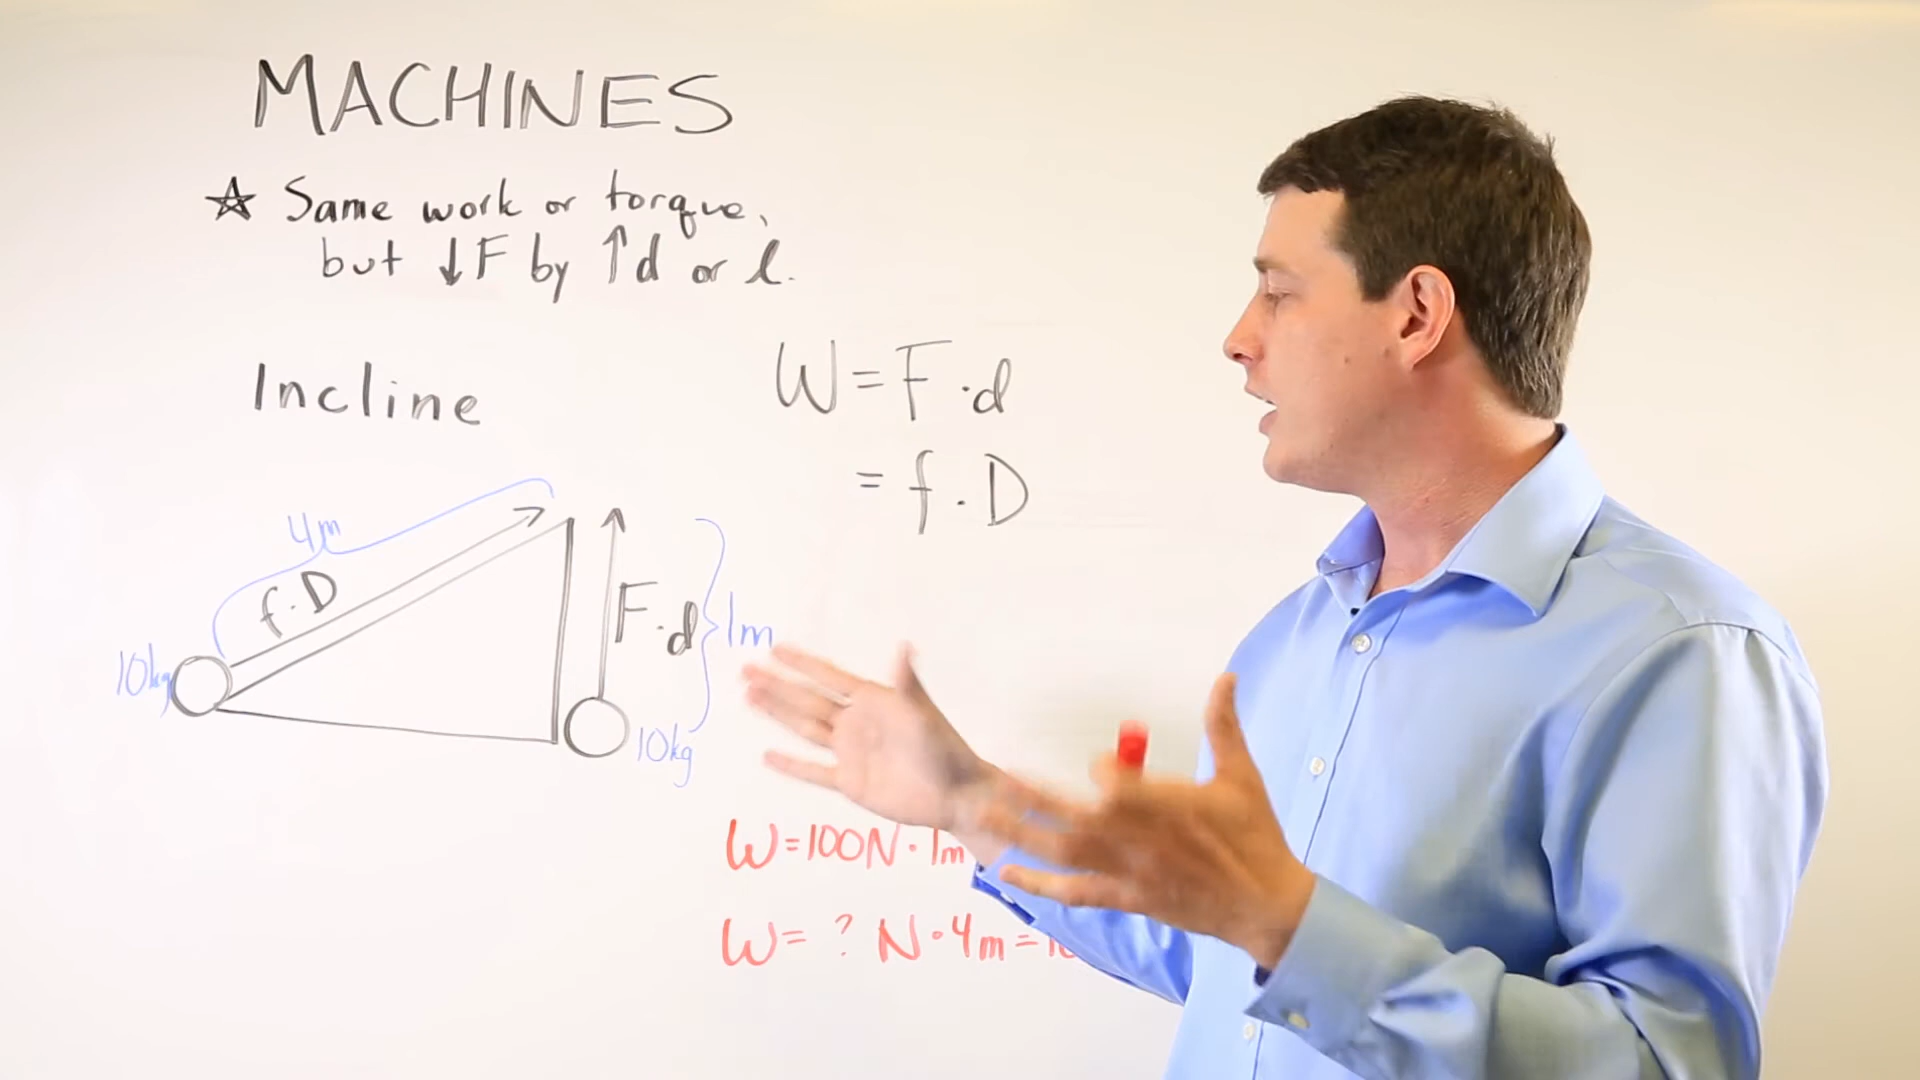 MACHINES
☆ Same work or torque,
but ↓F by ↑d or l.
Incline
W=F·d
=f·D
4m
f·D
F·d
1m
10kg
10kg
W=100N·1m
W= ? N·4m=